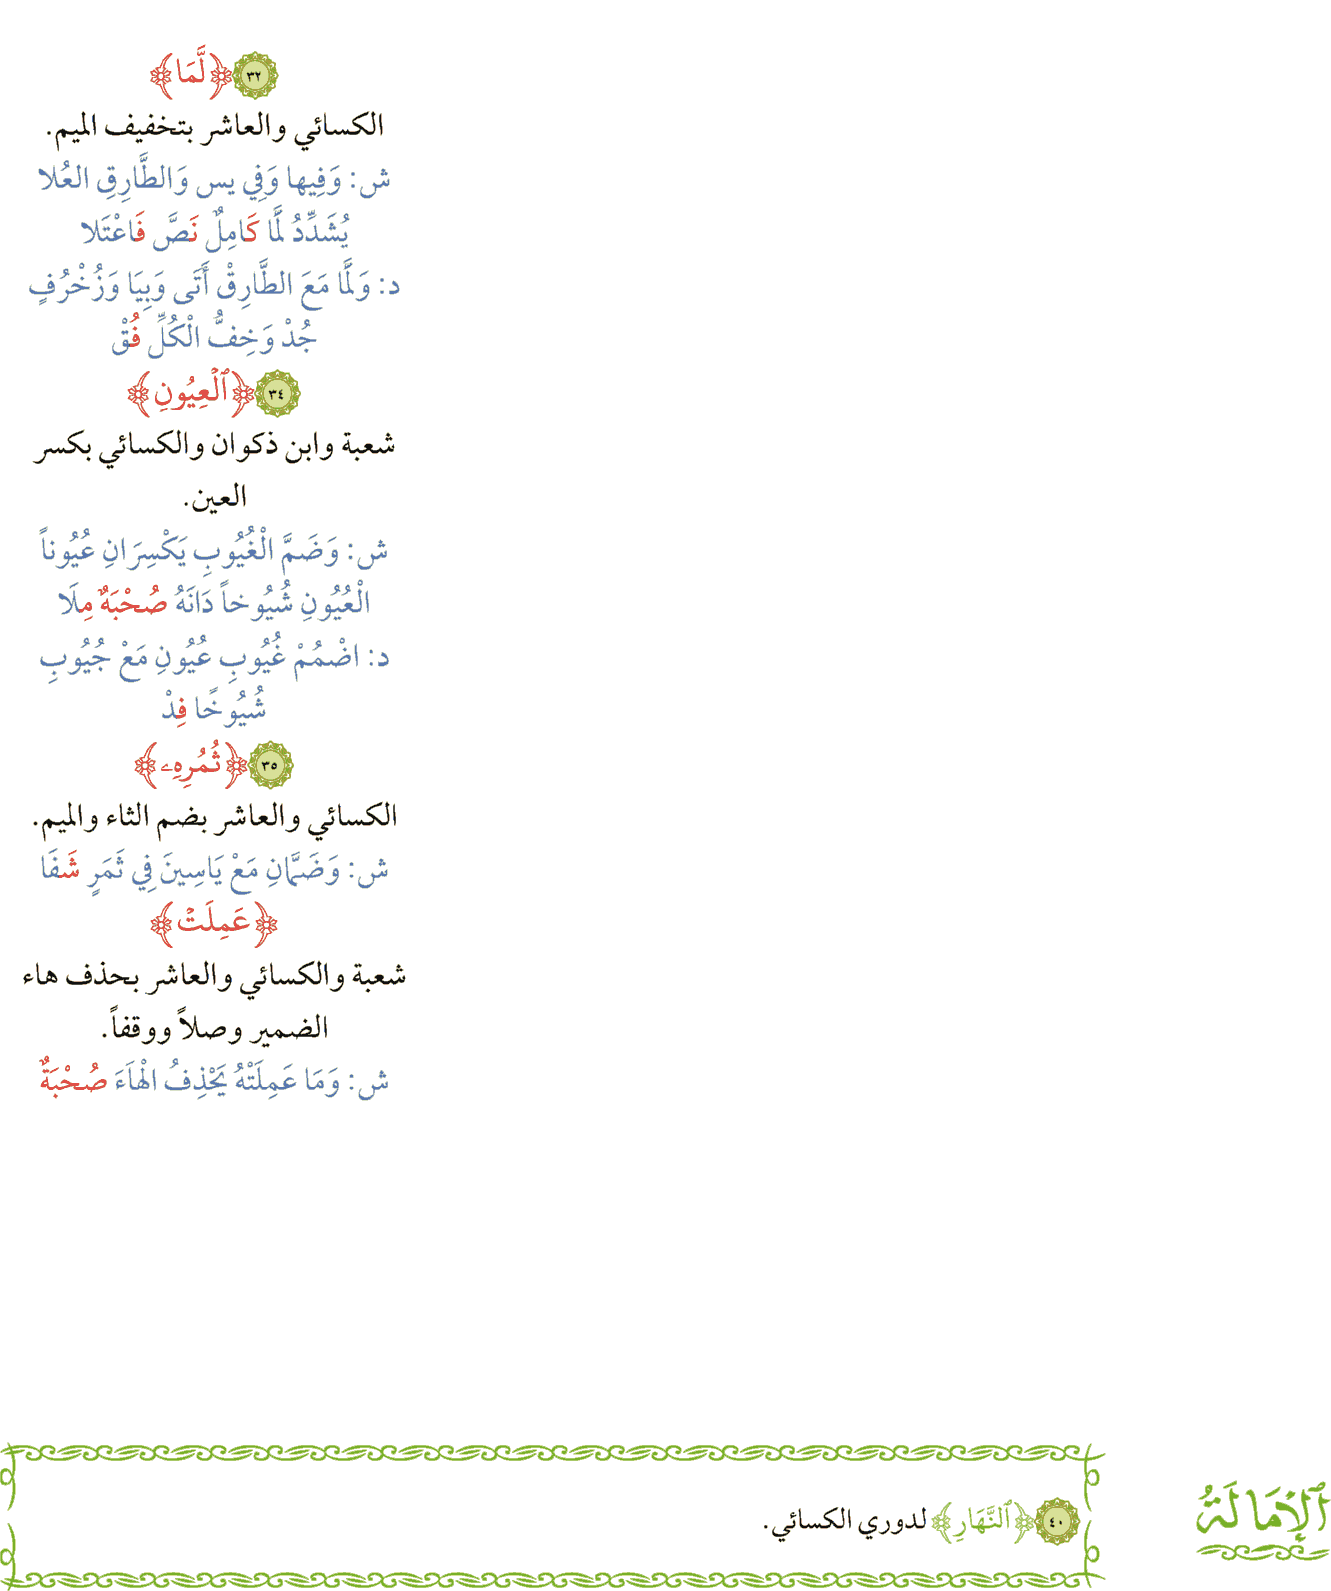 ٣٢ ﴿لَّمَا﴾
الكسائي والعاشر بتخفيف الميم.
ش: وَفِيها وَفِي يس وَالطَّارِقِ العُلا
يُشَدِّدُ لَمَّا كَامِلٌ نَصَّ فَاعْتَلا
د: وَلَمَّا مَعَ الطَّارِقْ أَتَى وَبِيَا وَزُخْرُفٍ
جُدْ وَخِفُّ الْكُلِّ فُقْ
٣٤ ﴿ٱلْعِيُونِ﴾
شعبة وابن ذكوان والكسائي بكسر
العين.
ش: وَضَمَّ الْغُيُوبِ يَكْسِرَانِ عُيُوناً
الْعُيُونِ شُيُوخاً دَانَهُ صُحْبَةٌ مِلَا
د: اضْمُمْ غُيُوبِ عُيُونِ مَعْ جُيُوبِ
شُيُوخًا فِدْ
٣٥ ﴿ثُمُرِهِۦ﴾
الكسائي والعاشر بضم الثاء والميم.
ش: وَضَمَّانِ مَعْ يَاسِينَ فِي ثَمَرٍ شَفَا
﴿عَمِلَتْ﴾
شعبة والكسائي والعاشر بحذف هاء
الضمير وصلاً ووقفاً.
ش: وَمَا عَمِلَتْهُ يَحْذِفُ الْهَاَءَ صُحْبَةٌ
ٱلْإِمَالَةُ
٤٠ ﴿ٱلنَّهَارِ﴾ لدوري الكسائي.